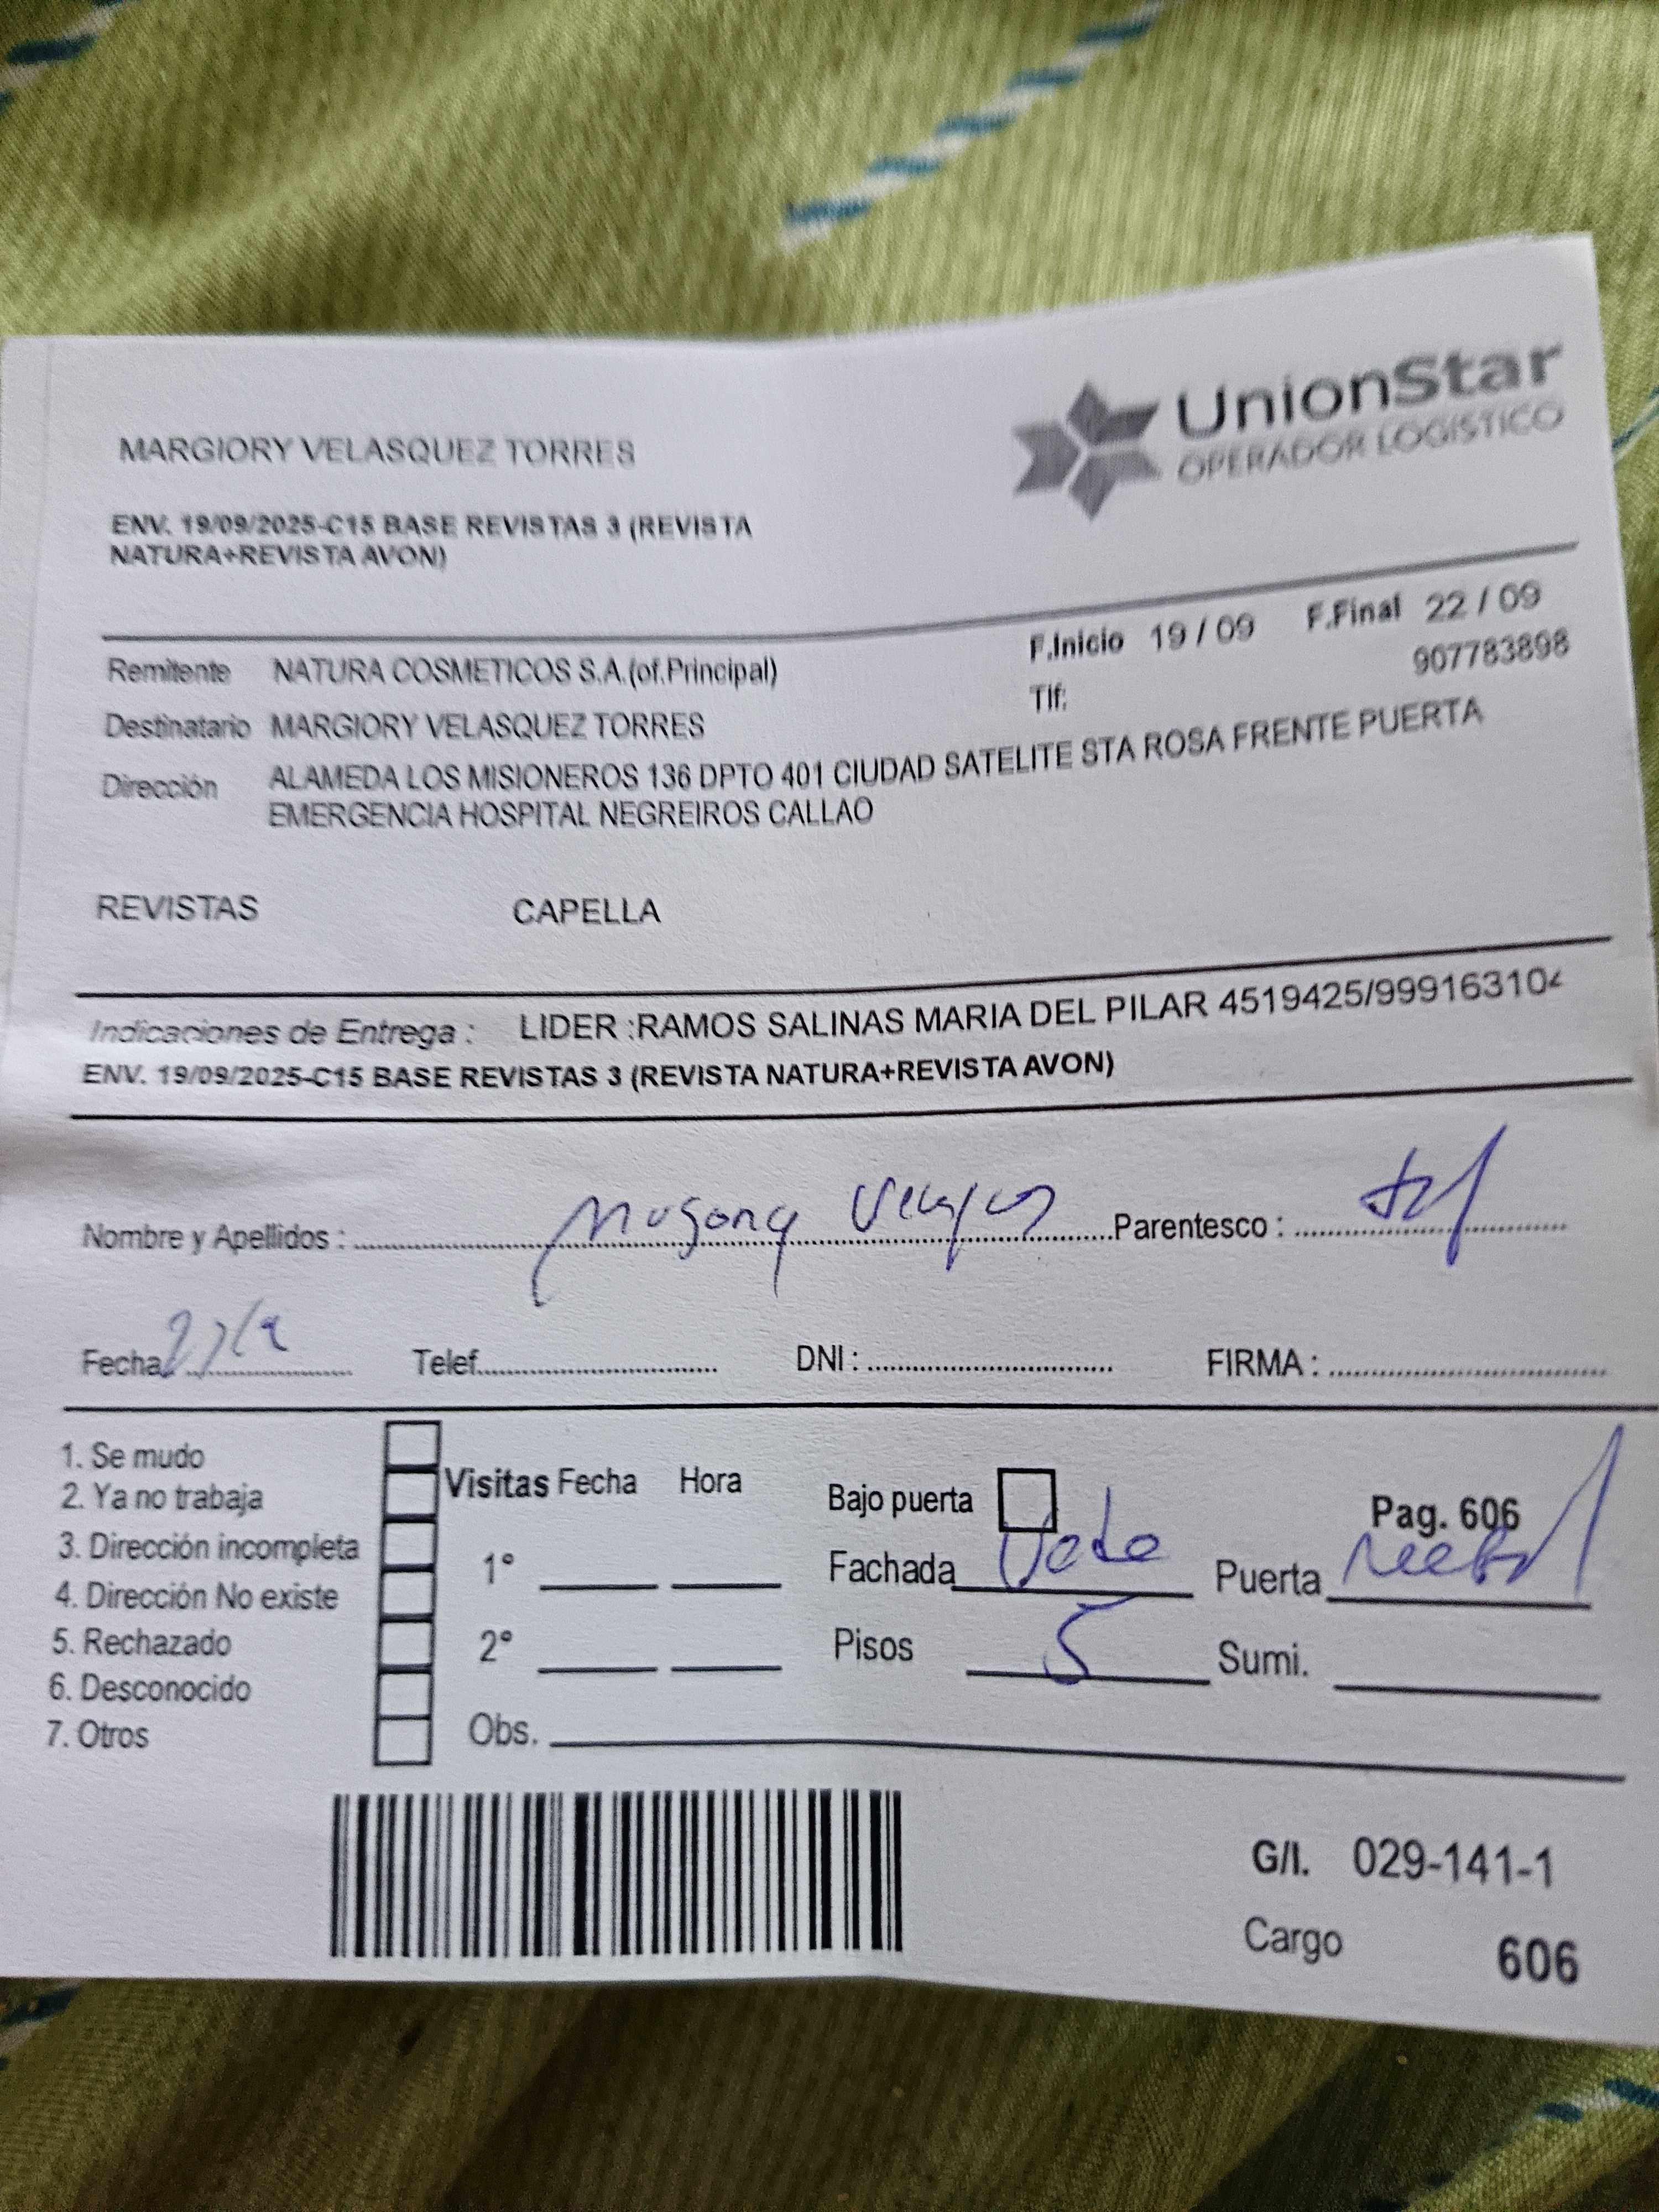 UnionStar
OPERADOR LOGISTICO
MARGIORY VELASQUEZ TORRES
ENV. 19/09/2025-C15 BASE REVISTAS 3 (REVISTA
NATURA+REVISTA AVON)
F.Inicio 19 / 09 F.Final 22 / 09
Remitente NATURA COSMETICOS S.A.(of.Principal) Tlf: 907783898
Destinatario MARGIORY VELASQUEZ TORRES
Dirección ALAMEDA LOS MISIONEROS 136 DPTO 401 CIUDAD SATELITE STA ROSA FRENTE PUERTA
EMERGENCIA HOSPITAL NEGREIROS CALLAO
REVISTAS CAPELLA
Indicaciones de Entrega : LIDER :RAMOS SALINAS MARIA DEL PILAR 4519425/999163104
ENV. 19/09/2025-C15 BASE REVISTAS 3 (REVISTA NATURA+REVISTA AVON)
Nombre y Apellidos : Parentesco :
Fecha Telef. DNI : FIRMA :
1. Se mudo
2. Ya no trabaja
3. Dirección incompleta
4. Dirección No existe
5. Rechazado
6. Desconocido
7. Otros
Visitas Fecha Hora
1°
2°
Obs.
Bajo puerta Pag. 606
Fachada Puerta
Pisos 5 Sumi.
G/I. 029-141-1
Cargo 606